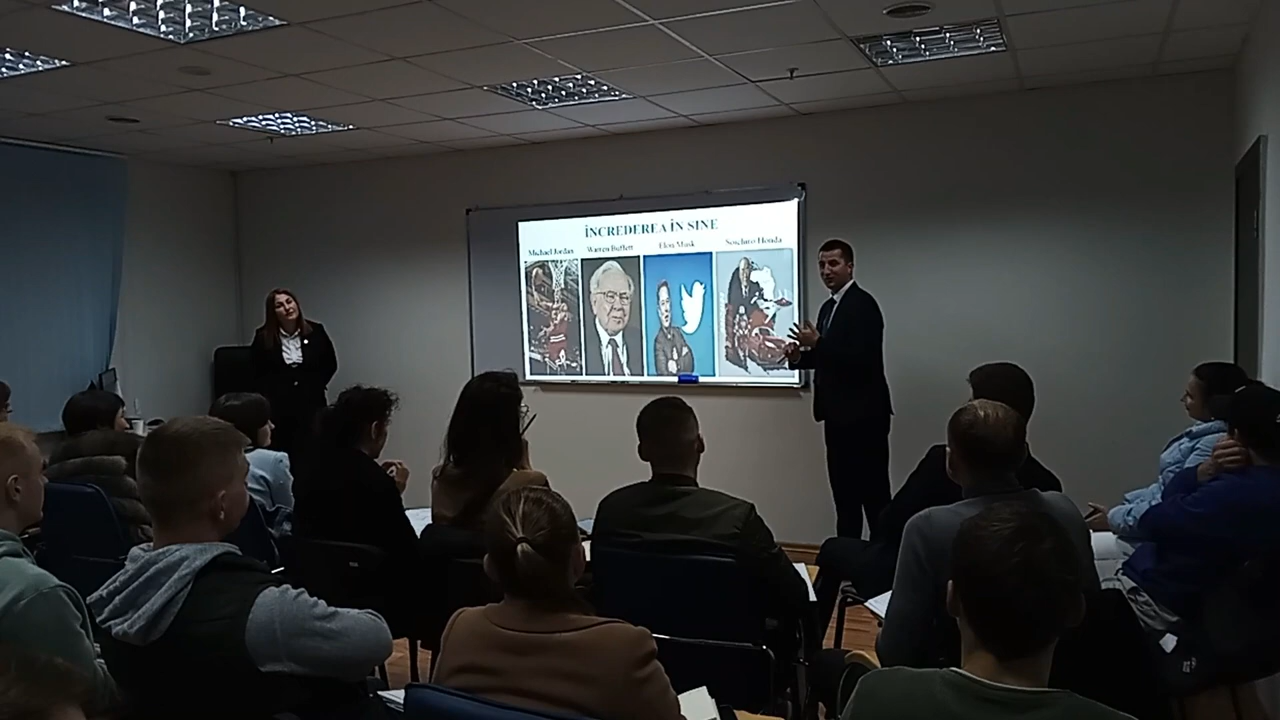 ÎNCREDEREA ÎN SINE
Michael Jordan Warren Buffett Elon Musk Soichiro Honda